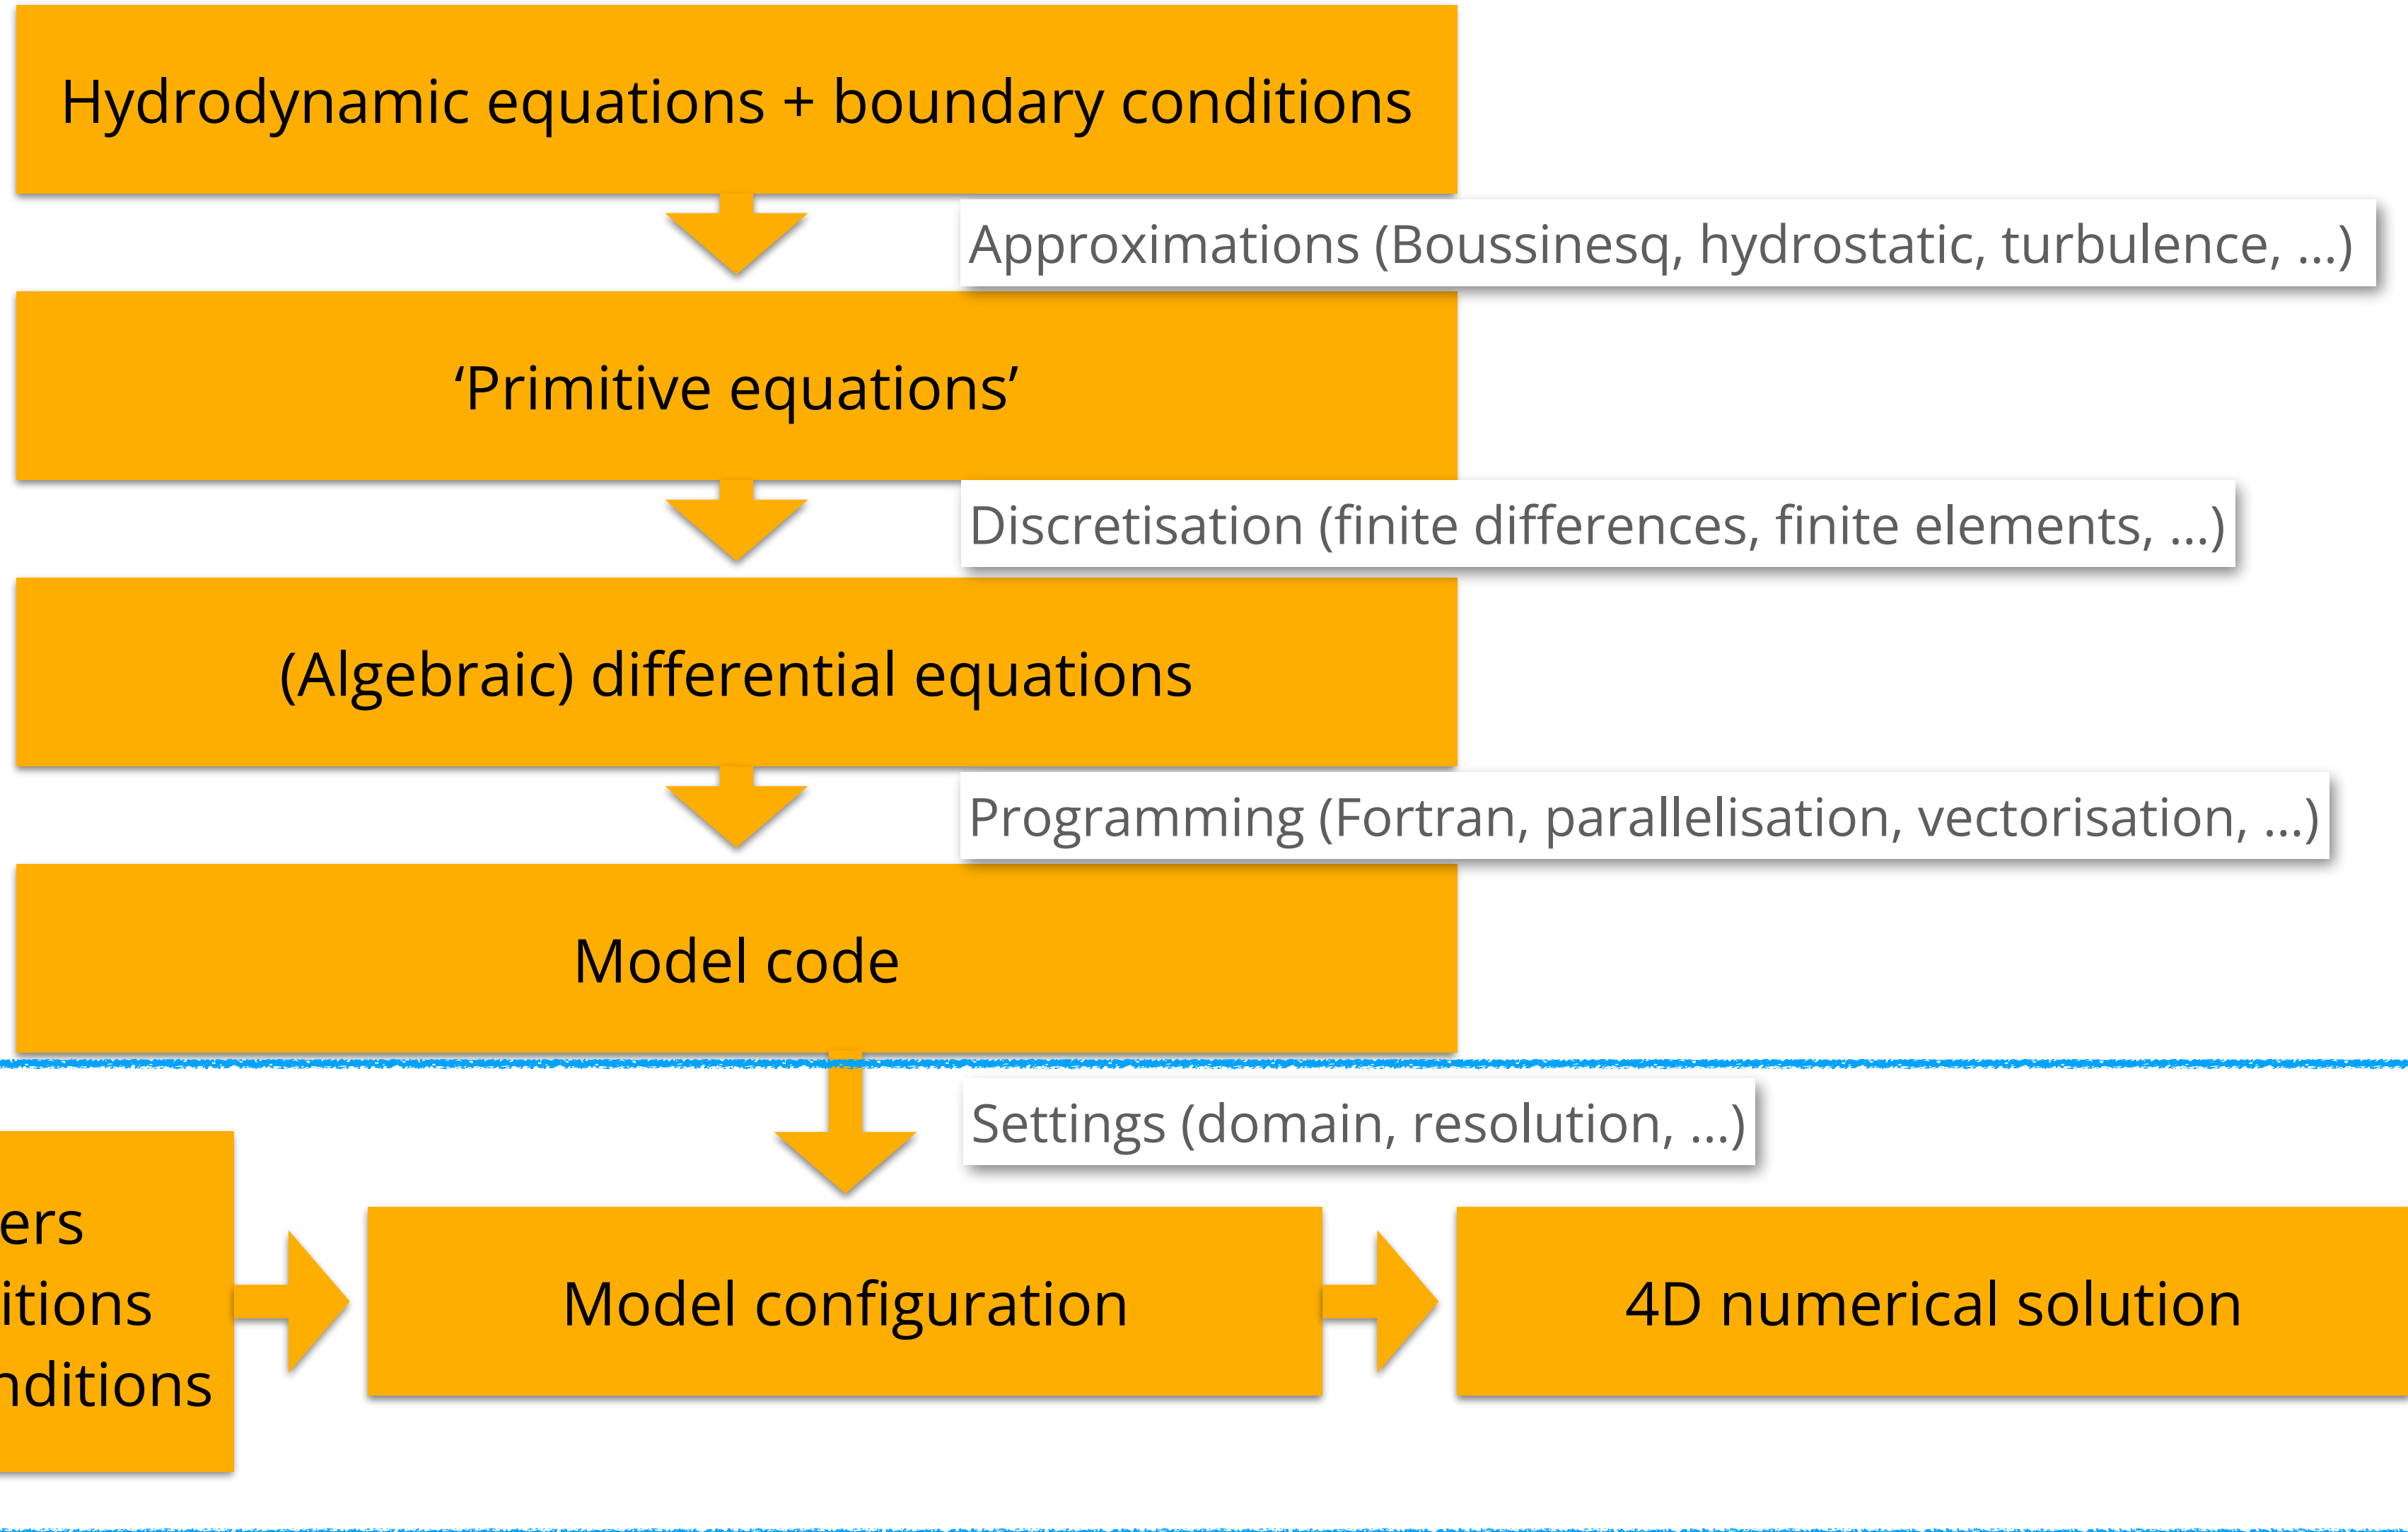 Hydrodynamic equations + boundary conditions
Approximations (Boussinesq, hydrostatic, turbulence, ...)
‘Primitive equations’
Discretisation (finite differences, finite elements, ...)
(Algebraic) differential equations
Programming (Fortran, parallelisation, vectorisation, ...)
Model code
Settings (domain, resolution, ...)
ers
itions
nditions
Model configuration
4D numerical solution